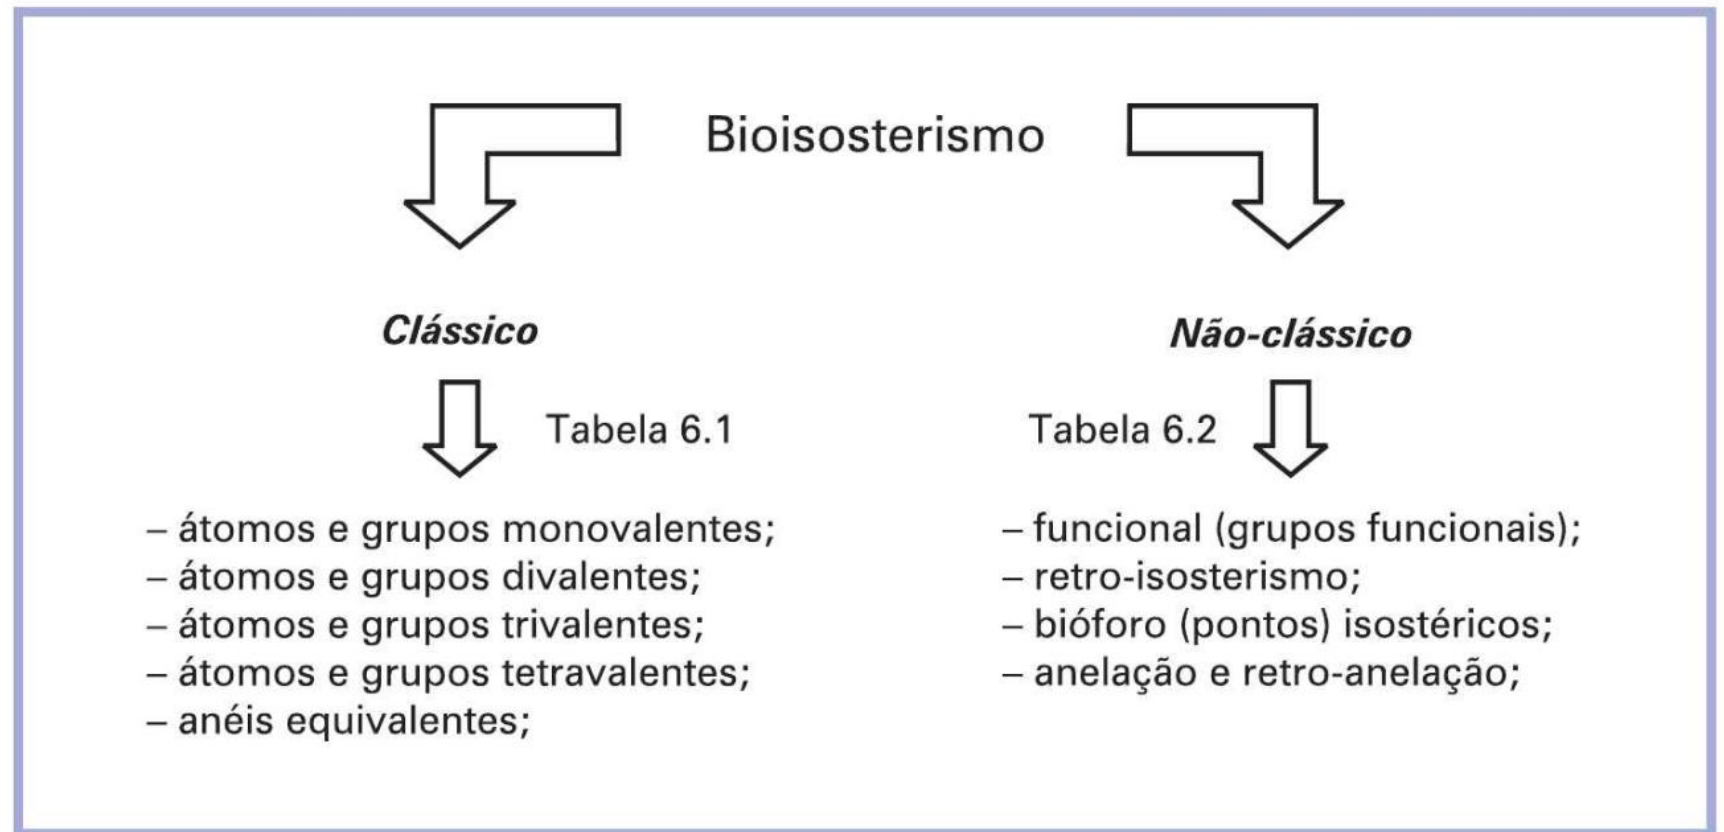 Bioisosterismo
Clássico
Tabela 6.1
– átomos e grupos monovalentes;
– átomos e grupos divalentes;
– átomos e grupos trivalentes;
– átomos e grupos tetravalentes;
– anéis equivalentes;
Não-clássico
Tabela 6.2
– funcional (grupos funcionais);
– retro-isosterismo;
– bióforo (pontos) isostéricos;
– anelação e retro-anelação;